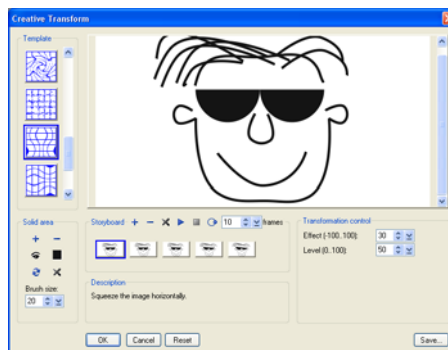 Creative Transform
Template
Solid area
Brush size:
20
Storyboard
10
frames
Description
Squeeze the image horizontally.
Transformation control
Effect (-100..100):
30
Level (0..100):
50
OK
Cancel
Reset
Save...